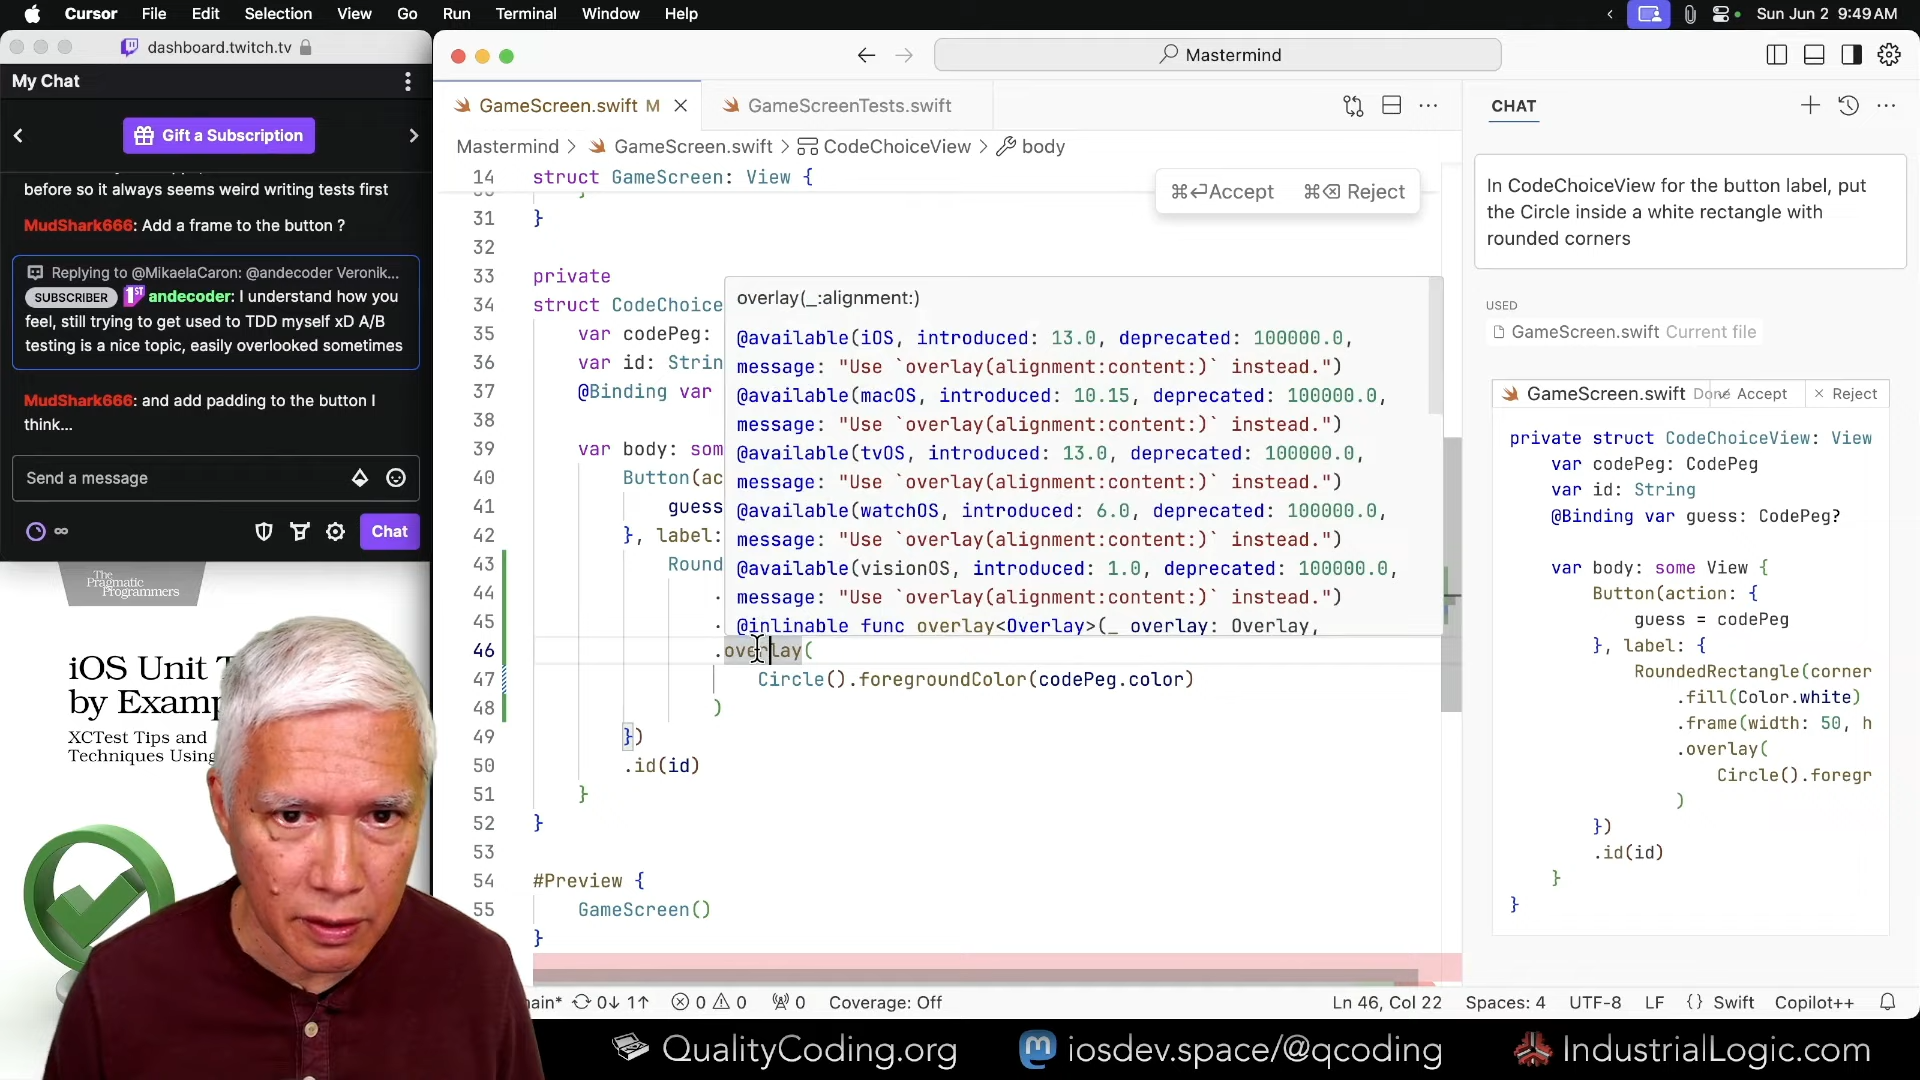 Cursor File Edit Selection View Go Run Terminal Window Help
Sun Jun 2 9:49 AM
dashboard.twitch.tv
My Chat
Gift a Subscription
before so it always seems weird writing tests first
MudShark666: Add a frame to the button ?
Replying to @MikaelaCaron: @andecoder Veronik...
SUBSCRIBER 1ST andecoder: I understand how you
feel, still trying to get used to TDD myself xD A/B
testing is a nice topic, easily overlooked sometimes
MudShark666: and add padding to the button I
think...
Send a message
∞
Chat
The
Pragmatic
Programmers
iOS Unit T
by Examp
XCTest Tips and
Techniques Using
Mastermind
GameScreen.swift M
GameScreenTests.swift
Mastermind > GameScreen.swift > CodeChoiceView > body
14 struct GameScreen: View {
⌘↩Accept ⌘⌫ Reject
31 }
32
33 private
34 struct CodeChoice
35 var codePeg:
36 var id: Strin
37 @Binding var
38
39 var body: som
40 Button(ac
41 guess
42 }, label:
43 Round
44 .
45 .
46 .overlay(
47 Circle().foregroundColor(codePeg.color)
48 )
49 })
50 .id(id)
51 }
52 }
53
54 #Preview {
55 GameScreen()
}
overlay(_:alignment:)
@available(iOS, introduced: 13.0, deprecated: 100000.0,
message: "Use `overlay(alignment:content:)` instead.")
@available(macOS, introduced: 10.15, deprecated: 100000.0,
message: "Use `overlay(alignment:content:)` instead.")
@available(tvOS, introduced: 13.0, deprecated: 100000.0,
message: "Use `overlay(alignment:content:)` instead.")
@available(watchOS, introduced: 6.0, deprecated: 100000.0,
message: "Use `overlay(alignment:content:)` instead.")
@available(visionOS, introduced: 1.0, deprecated: 100000.0,
message: "Use `overlay(alignment:content:)` instead.")
@inlinable func overlay<Overlay>(_ overlay: Overlay,
CHAT
In CodeChoiceView for the button label, put
the Circle inside a white rectangle with
rounded corners
USED
GameScreen.swift Current file
GameScreen.swift Done Accept Reject
private struct CodeChoiceView: View
var codePeg: CodePeg
var id: String
@Binding var guess: CodePeg?
var body: some View {
Button(action: {
guess = codePeg
}, label: {
RoundedRectangle(corner
.fill(Color.white)
.frame(width: 50, h
.overlay(
Circle().foregr
)
})
.id(id)
}
}
ain* 0↓ 1↑ 0 0 0 Coverage: Off
Ln 46, Col 22 Spaces: 4 UTF-8 LF {} Swift Copilot++
QualityCoding.org
iosdev.space/@qcoding
IndustrialLogic.com